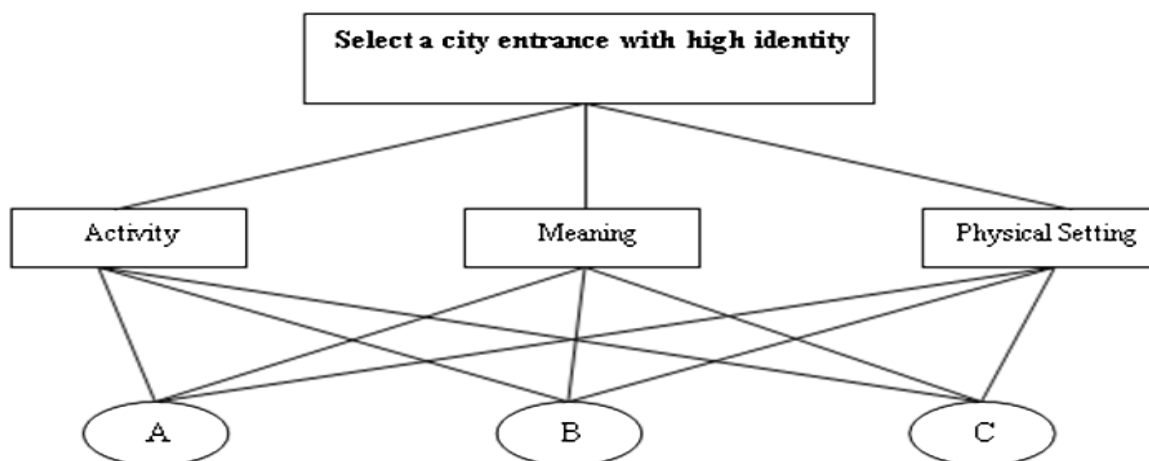 Select a city entrance with high identity
Activity
Meaning
Physical Setting
A
B
C